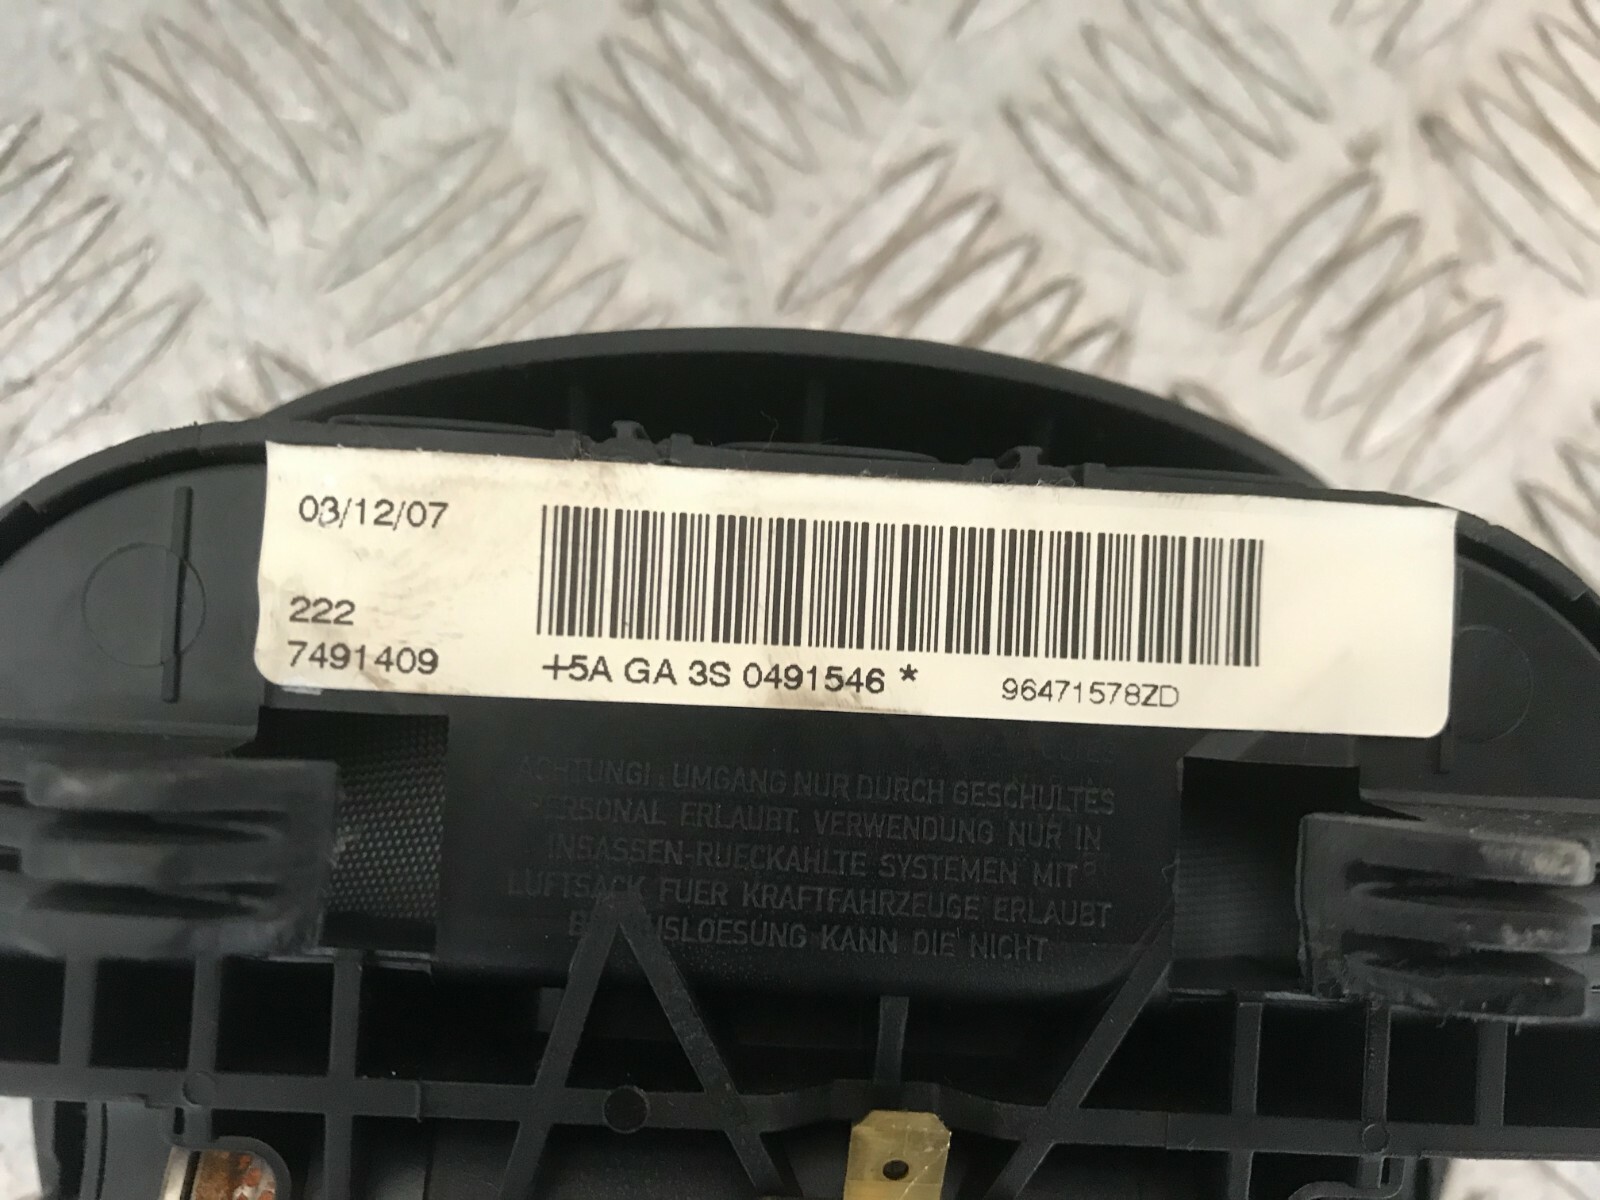 03/12/07
222
7491409
+5A GA 3S 0491546 *
96471578ZD
ACHTUNG! UMGANG NUR DURCH GESCHULTES
PERSONAL ERLAUBT. VERWENDUNG NUR IN
INSASSEN-RUECKAHLTE SYSTEMEN MIT
LUFTSACK FUER KRAFTFAHRZEUGE ERLAUBT
KANN DIE NICHT